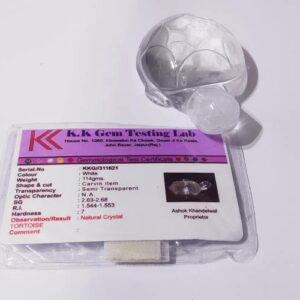 K.K Gem Testing Lab
Gemmological Test Certificate
Serial.No : KKG/311621
Colour : White
Weight : 114gms.
Shape & cut : Carvin item
Transparency : Semi Transparent
Optic Character : N.A.
SG : 2.63-2.68
R.I. : 1.544-1.553
Hardness : 7
Observation/Result : Natural Crystal
TORTOISE
Comment :
Ashok Khandelwal
Proprietor